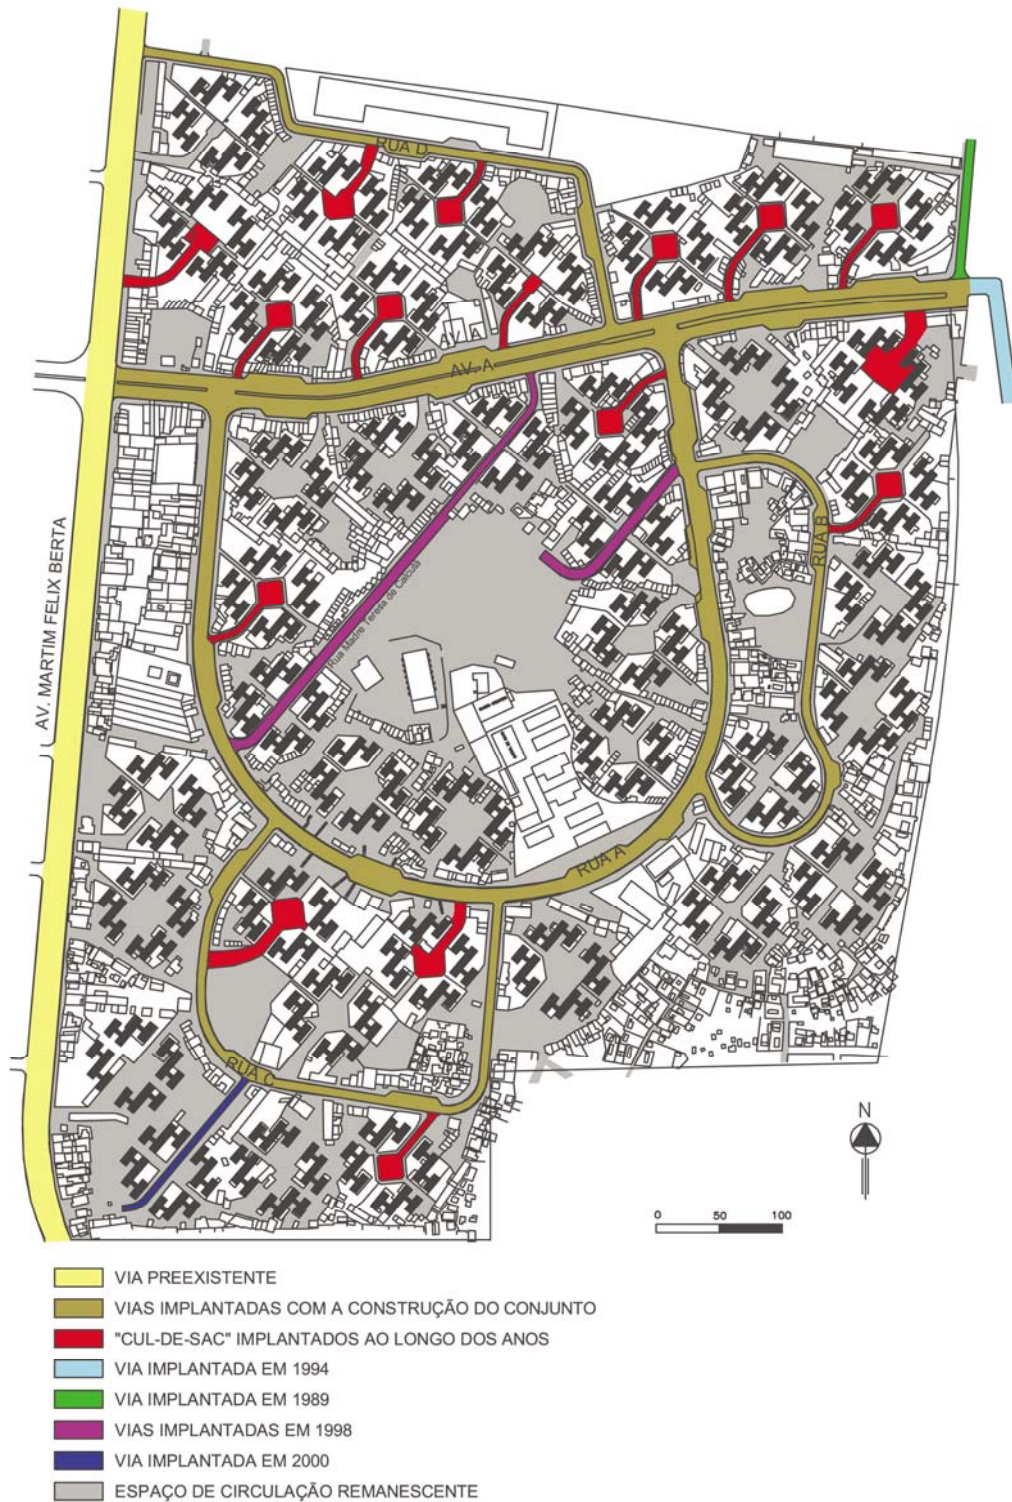 RUA D
AV. A
AV. A
RUA B
AV. MARTIM FELIX BERTA
Rua Madre Teresa de Calcutá
RUA A
RUA C
N
0 50 100
VIA PREEXISTENTE
VIAS IMPLANTADAS COM A CONSTRUÇÃO DO CONJUNTO
"CUL-DE-SAC" IMPLANTADOS AO LONGO DOS ANOS
VIA IMPLANTADA EM 1994
VIA IMPLANTADA EM 1989
VIAS IMPLANTADAS EM 1998
VIA IMPLANTADA EM 2000
ESPAÇO DE CIRCULAÇÃO REMANESCENTE